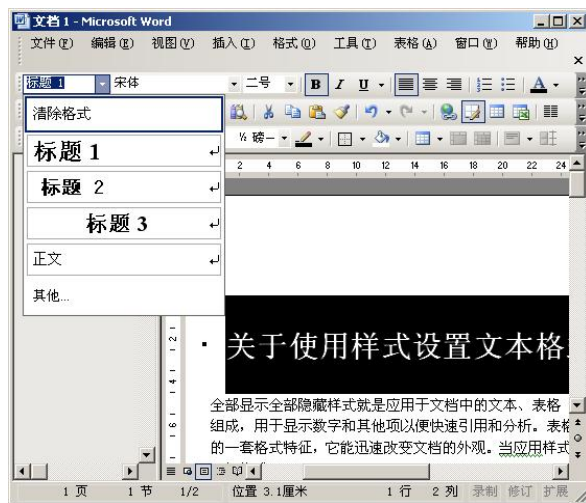 文档 1 - Microsoft Word
文件(F) 编辑(E) 视图(V) 插入(I) 格式(O) 工具(T) 表格(A) 窗口(W) 帮助(H)
标题 1 宋体 二号 B I U A
清除格式
½ 磅
标题 1
2 4 6 8 10 12 14 16 18 20 22 24
标题 2
标题 3
正文
其他...
关于使用样式设置文本格
2
4
6
全部显示全部隐藏样式就是应用于文档中的文本、表格
组成，用于显示数字和其他项以便快速引用和分析。表格
的一套格式特征，它能迅速改变文档的外观。当应用样式
1 页 1 节 1/2 位置 3.1厘米 1 行 2 列 录制 修订 扩展